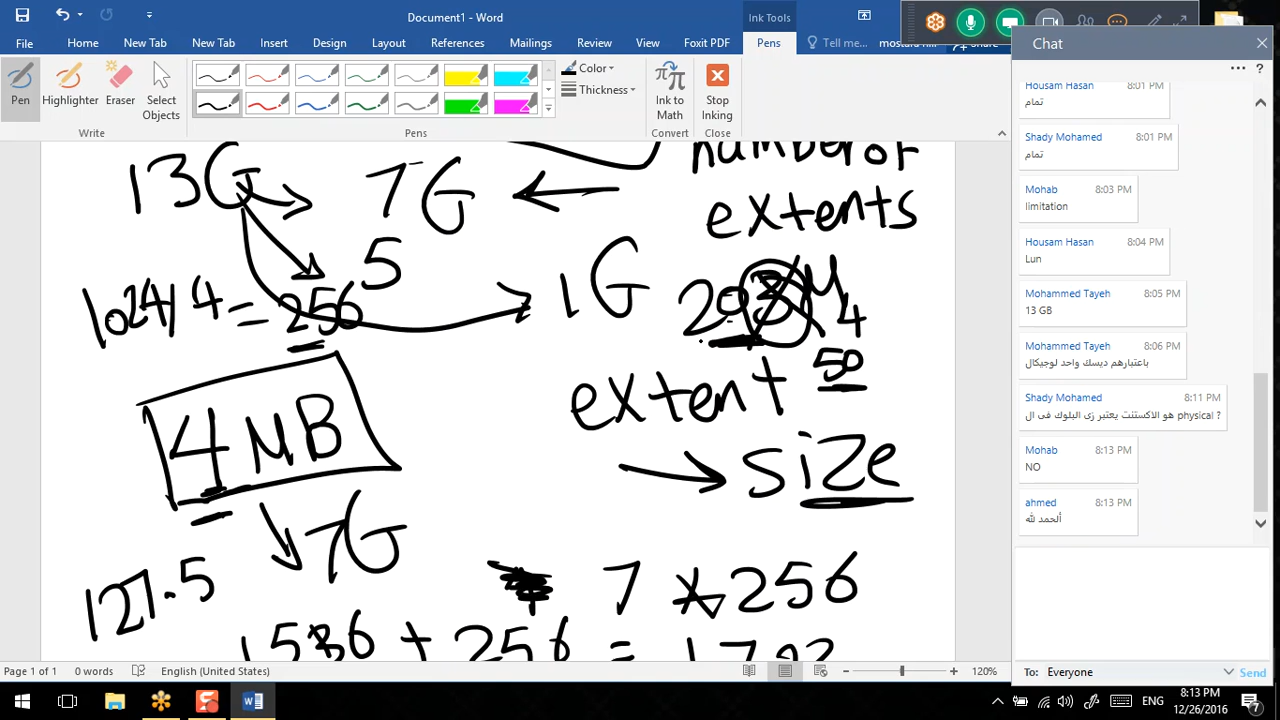 Document1 - Word
Ink Tools
File
Home
New Tab
New Tab
Insert
Design
Layout
References
Mailings
Review
View
Foxit PDF
Pens
Tell me...
Share
Pen
Highlighter
Eraser
Select Objects
Color
Thickness
Ink to Math
Stop Inking
Write
Pens
Convert
Close
number of
13G
7G
extents
5
1024/4 = 256
1G
4
50
extent
4 MB
size
7G
127.5
7 * 256
1536 + 256 = 1792
Chat
Housam Hasan 8:01 PM
تمام
Shady Mohamed 8:01 PM
تمام
Mohab 8:03 PM
limitation
Housam Hasan 8:04 PM
Lun
Mohammed Tayeh 8:05 PM
13 GB
Mohammed Tayeh 8:06 PM
باعتبارهم ديسك واحد لوجيكال
Shady Mohamed 8:11 PM
هو الاكستنت يعتبر زى البلوك فى ال physical ?
Mohab 8:13 PM
NO
ahmed 8:13 PM
ألحمد لله
To: Everyone
Send
Page 1 of 1
0 words
English (United States)
120%
ENG
8:13 PM
12/26/2016
7